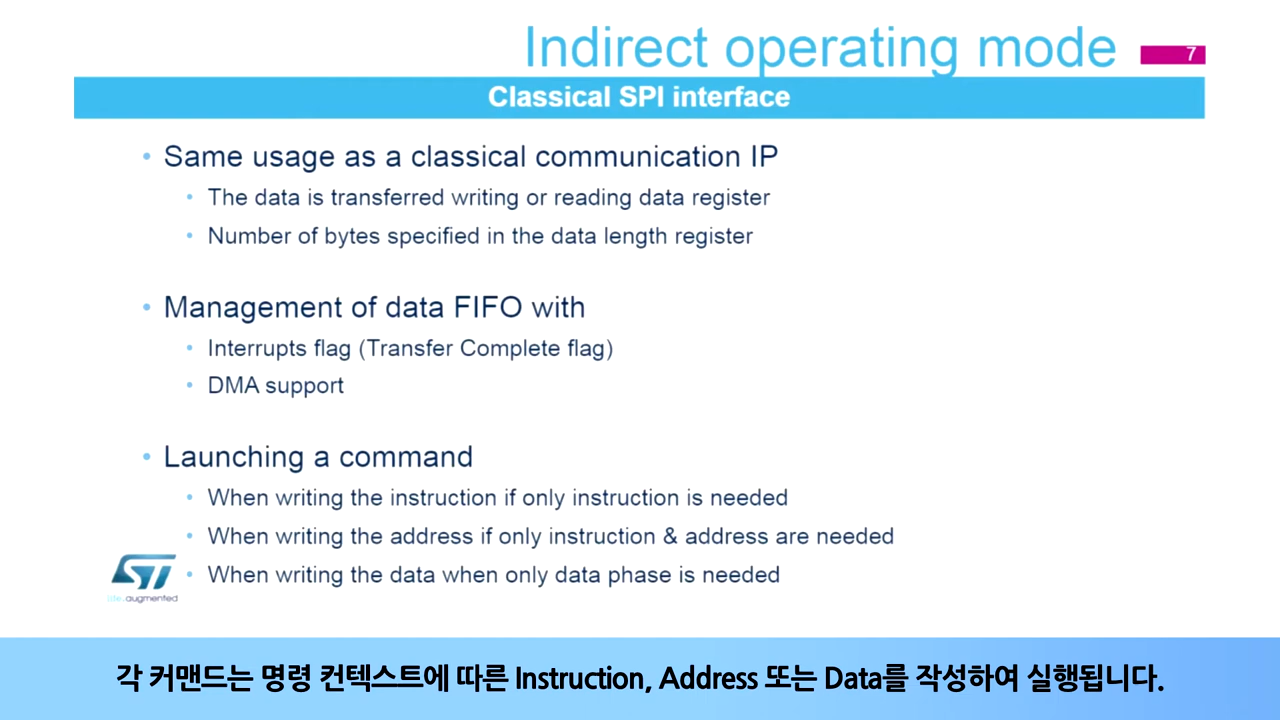 Indirect operating mode
7
Classical SPI interface
• Same usage as a classical communication IP
• The data is transferred writing or reading data register
• Number of bytes specified in the data length register
• Management of data FIFO with
• Interrupts flag (Transfer Complete flag)
• DMA support
• Launching a command
• When writing the instruction if only instruction is needed
• When writing the address if only instruction & address are needed
• When writing the data when only data phase is needed
ST
life.augmented
각 커맨드는 명령 컨텍스트에 따른 Instruction, Address 또는 Data를 작성하여 실행됩니다.